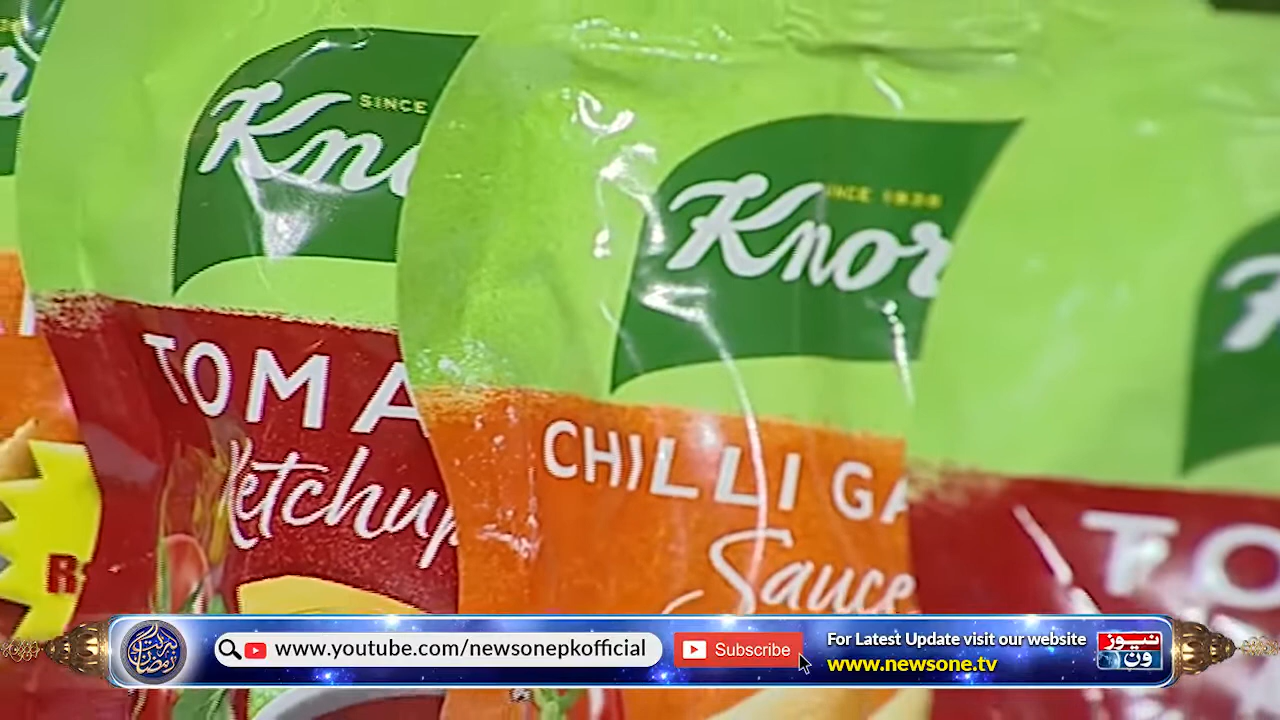 Kno
SINCE
TOMA
Ketchup
Knor
SINCE 1838
CHILLI GA
Sauce
TO
www.youtube.com/newsonepkofficial
Subscribe
For Latest Update visit our website
www.newsone.tv
نیوز
ون